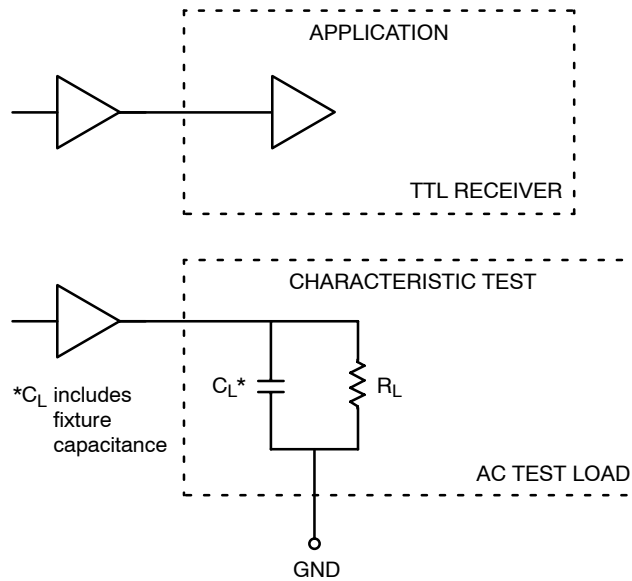 APPLICATION
TTL RECEIVER
CHARACTERISTIC TEST
*CL includes
fixture
capacitance
CL*
RL
AC TEST LOAD
GND